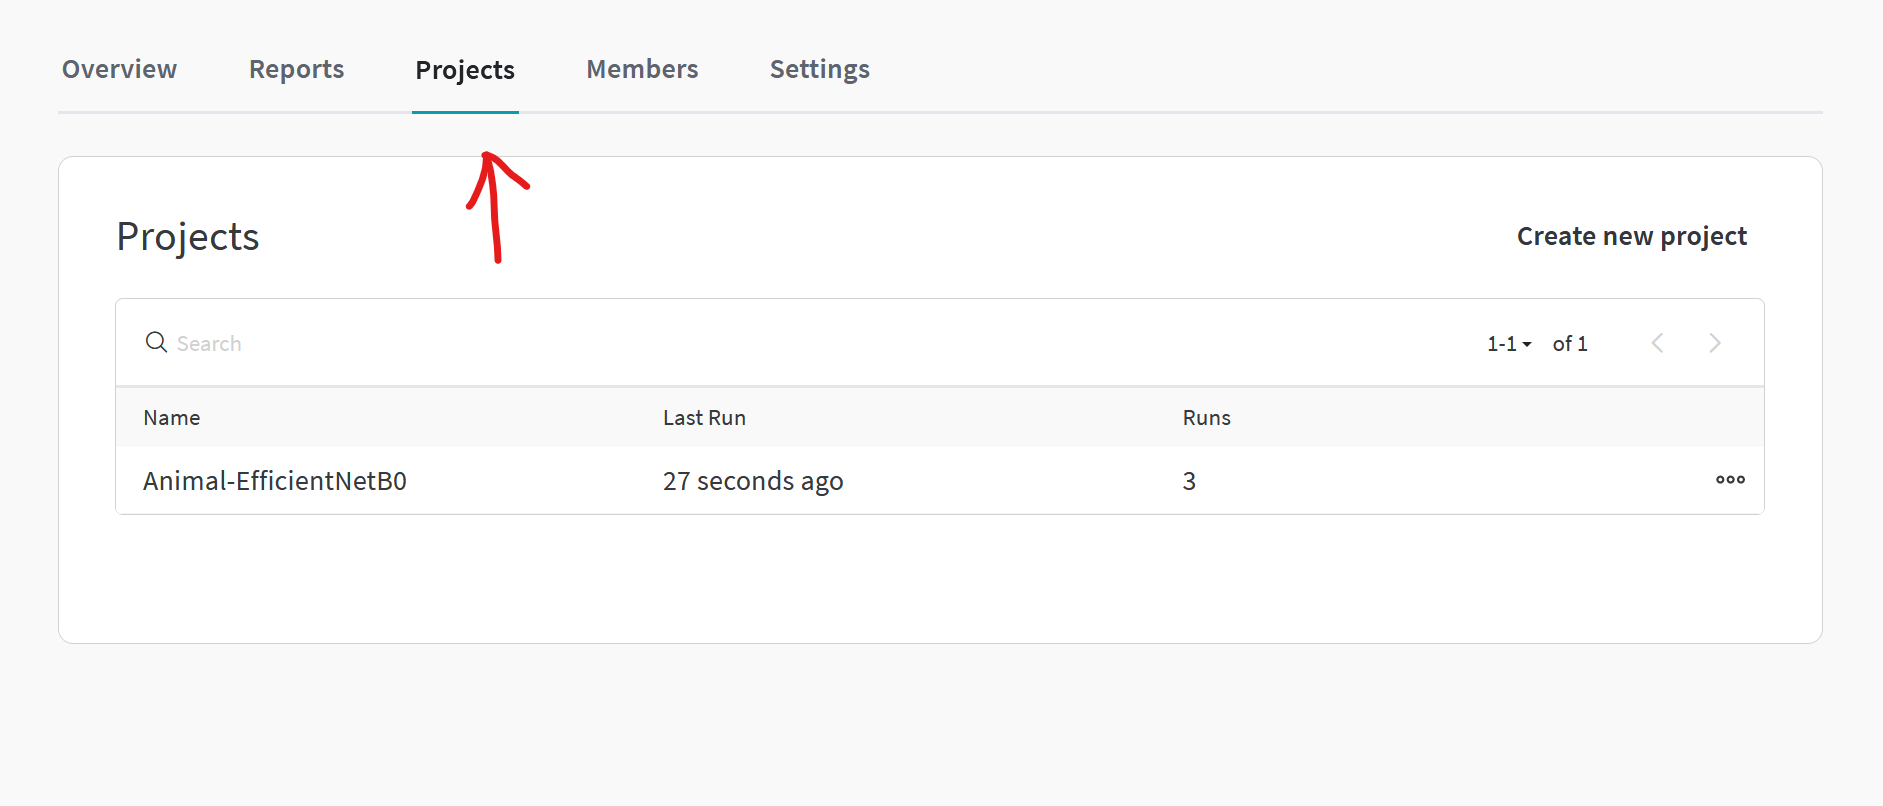 Overview Reports Projects Members Settings
Projects Create new project
Search 1-1 of 1
Name Last Run Runs
Animal-EfficientNetB0 27 seconds ago 3